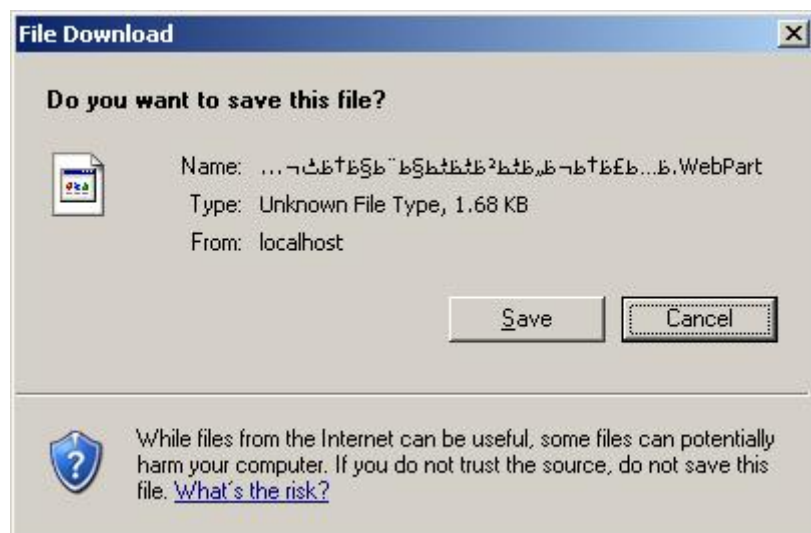 File Download
Do you want to save this file?
Name: .WebPart
Type: Unknown File Type, 1.68 KB
From: localhost
Save Cancel
While files from the Internet can be useful, some files can potentially
harm your computer. If you do not trust the source, do not save this
file. What's the risk?